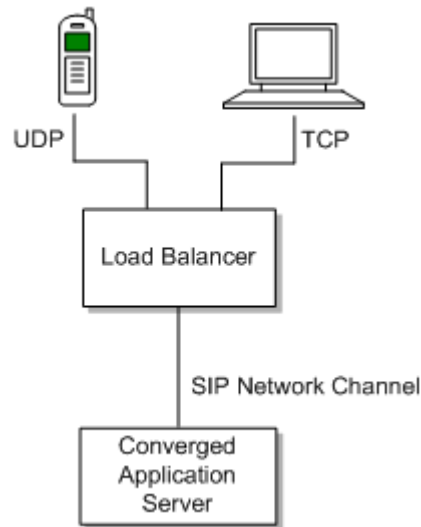 UDP
TCP
Load Balancer
SIP Network Channel
Converged
Application
Server